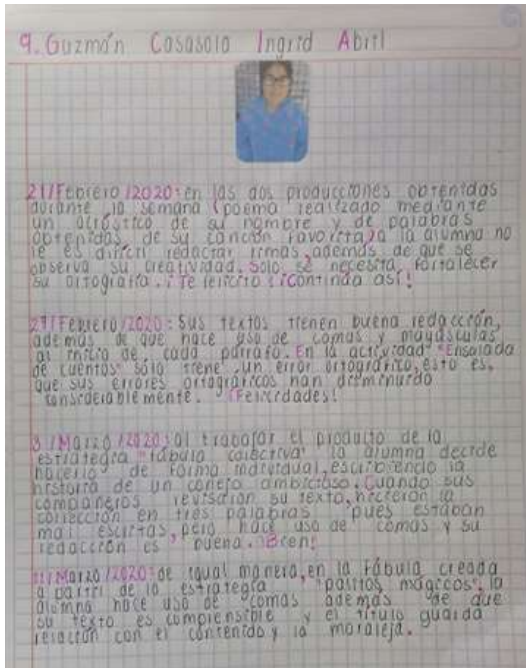 9. Guzmán Casasola Ingrid Abril
21/Febrero/2020: en las dos producciones obtenidas
durante la semana (poema realizado mediante
un acróstico de su nombre y de palabras
obtenidas de su canción favorita) a la alumna no
le es difícil redactar rimas, además de que se
observa su creatividad. Solo se necesita fortalecer
su ortografía. ¡Te felicito! ¡Continúa así!
/Febrero/2020: Sus textos tienen buena redacción,
además de que hace uso de comas y mayúsculas
al inicio de cada párrafo. En la actividad "Ensalada
de cuentos" sólo tiene un error ortográfico, esto es,
que sus errores ortográficos han disminuido
considerablemente. ¡Felicidades!
/Marzo/2020: al trabajar el producto de la
estrategia "fábula colectiva" la alumna decide
hacerlo de forma individual, escribiendo la
historia de un conejo ambicioso. Cuando sus
compañeros revisaron su texto, hicieron la
corrección en tres palabras pues estaban
mal escritas, pero hace uso de comas y su
redacción es buena. ¡Bien!
11/Marzo/2020: de igual manera, en la fábula creada
a partir de la estrategia "palitos mágicos", la
alumna hace uso de comas además de que
su texto es comprensible y el título guarda
relación con el contenido y la moraleja.